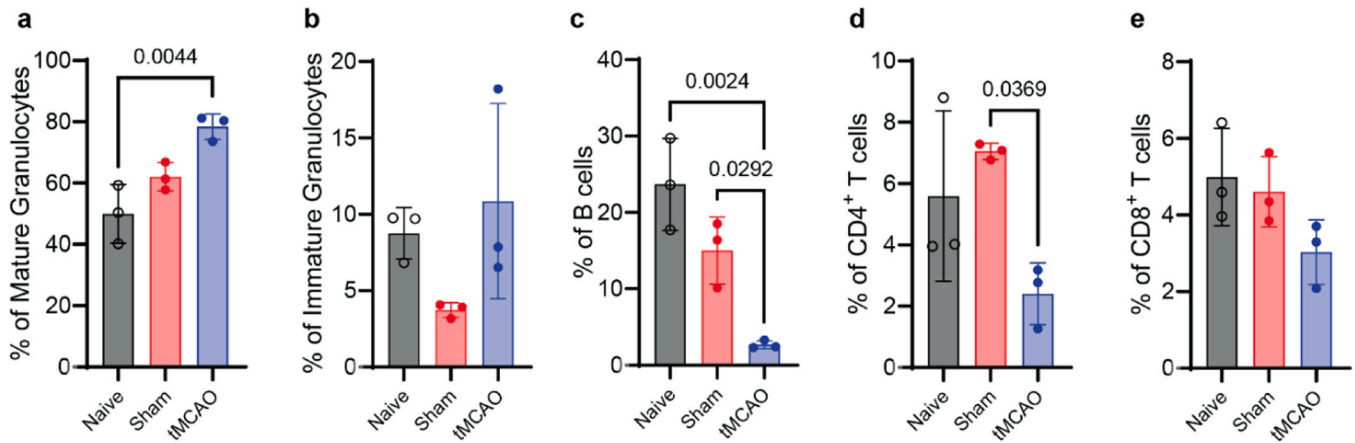 a
% of Mature Granulocytes
100
80
60
40
20
0
0.0044
Naive
Sham
tMCAO
b
% of Immature Granulocytes
20
15
10
5
0
Naive
Sham
tMCAO
c
% of B cells
40
30
20
10
0
0.0024
0.0292
Naive
Sham
tMCAO
d
% of CD4⁺ T cells
10
8
6
4
2
0
0.0369
Naive
Sham
tMCAO
e
% of CD8⁺ T cells
8
6
4
2
0
Naive
Sham
tMCAO